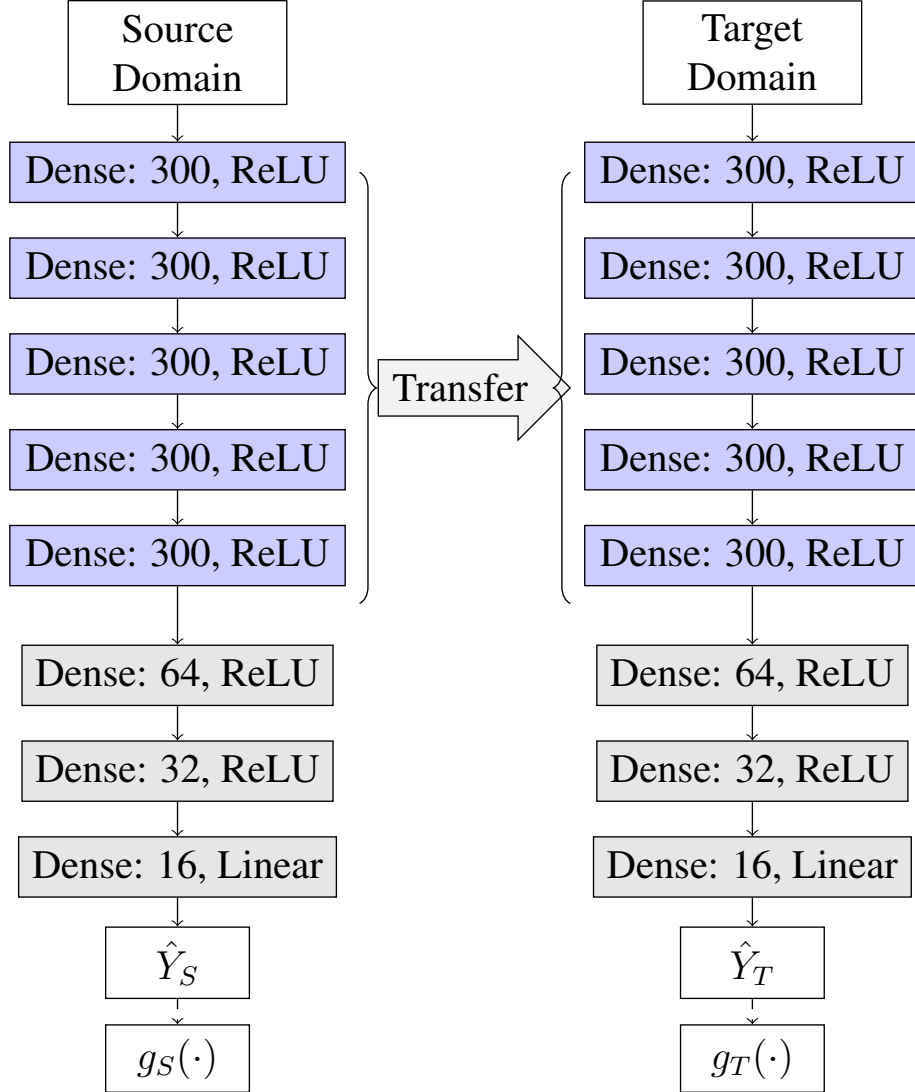 Source
Domain
Dense: 300, ReLU
Dense: 300, ReLU
Dense: 300, ReLU
Dense: 300, ReLU
Dense: 300, ReLU
Dense: 64, ReLU
Dense: 32, ReLU
Dense: 16, Linear
Ŷ_S
g_S(·)
Transfer
Target
Domain
Dense: 300, ReLU
Dense: 300, ReLU
Dense: 300, ReLU
Dense: 300, ReLU
Dense: 300, ReLU
Dense: 64, ReLU
Dense: 32, ReLU
Dense: 16, Linear
Ŷ_T
g_T(·)